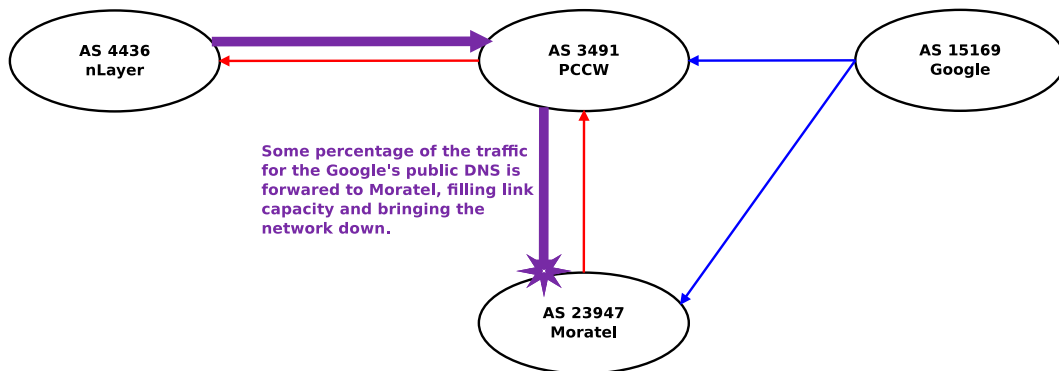 AS 4436
nLayer
AS 3491
PCCW
AS 15169
Google
Some percentage of the traffic
for the Google's public DNS is
forwared to Moratel, filling link
capacity and bringing the
network down.
AS 23947
Moratel